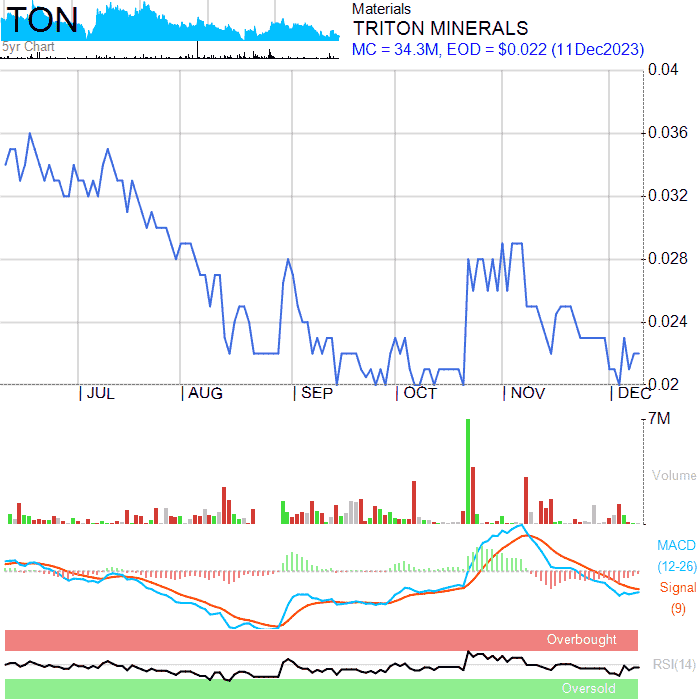 TON
5yr Chart
Materials
TRITON MINERALS
MC = 34.3M, EOD = $0.022 (11Dec2023)
0.04
0.036
0.032
0.028
0.024
0.02
JUL AUG SEP OCT NOV DEC
7M
Volume
MACD
(12-26)
Signal
(9)
Overbought
RSI(14)
Oversold